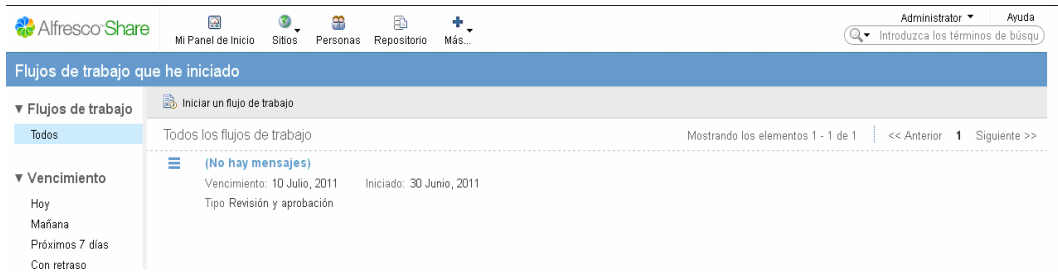 Alfresco Share
Mi Panel de Inicio Sitios Personas Repositorio Más...
Administrator Ayuda
Introduzca los términos de búsqu
Flujos de trabajo que he iniciado
Flujos de trabajo
Todos
Vencimiento
Hoy
Mañana
Próximos 7 días
Con retraso
Iniciar un flujo de trabajo
Todos los flujos de trabajo Mostrando los elementos 1 - 1 de 1 << Anterior 1 Siguiente >>
(No hay mensajes)
Vencimiento: 10 Julio, 2011 Iniciado: 30 Junio, 2011
Tipo Revisión y aprobación